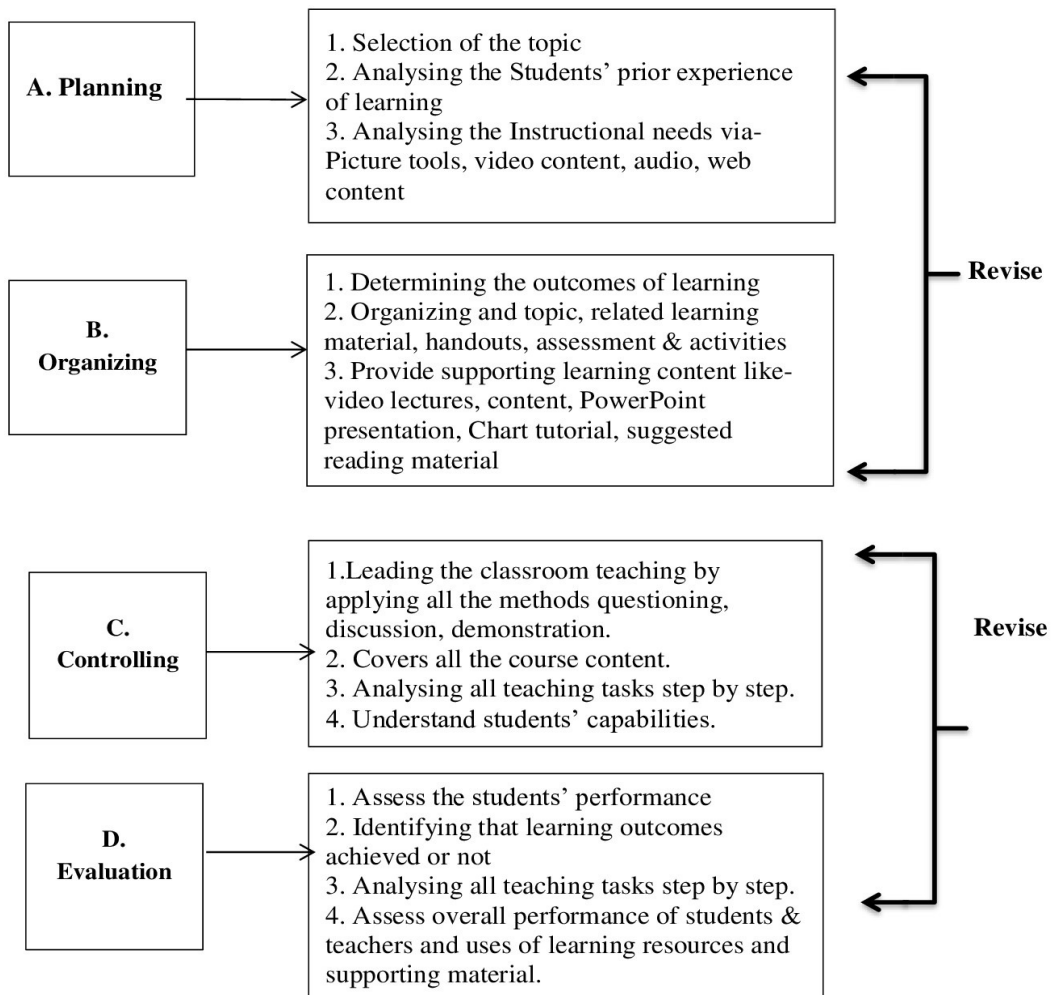 A. Planning
1. Selection of the topic
2. Analysing the Students’ prior experience
of learning
3. Analysing the Instructional needs via-
Picture tools, video content, audio, web
content
Revise
B.
Organizing
1. Determining the outcomes of learning
2. Organizing and topic, related learning
material, handouts, assessment & activities
3. Provide supporting learning content like-
video lectures, content, PowerPoint
presentation, Chart tutorial, suggested
reading material
C.
Controlling
1.Leading the classroom teaching by
applying all the methods questioning,
discussion, demonstration.
2. Covers all the course content.
3. Analysing all teaching tasks step by step.
4. Understand students’ capabilities.
Revise
D.
Evaluation
1. Assess the students’ performance
2. Identifying that learning outcomes
achieved or not
3. Analysing all teaching tasks step by step.
4. Assess overall performance of students &
teachers and uses of learning resources and
supporting material.